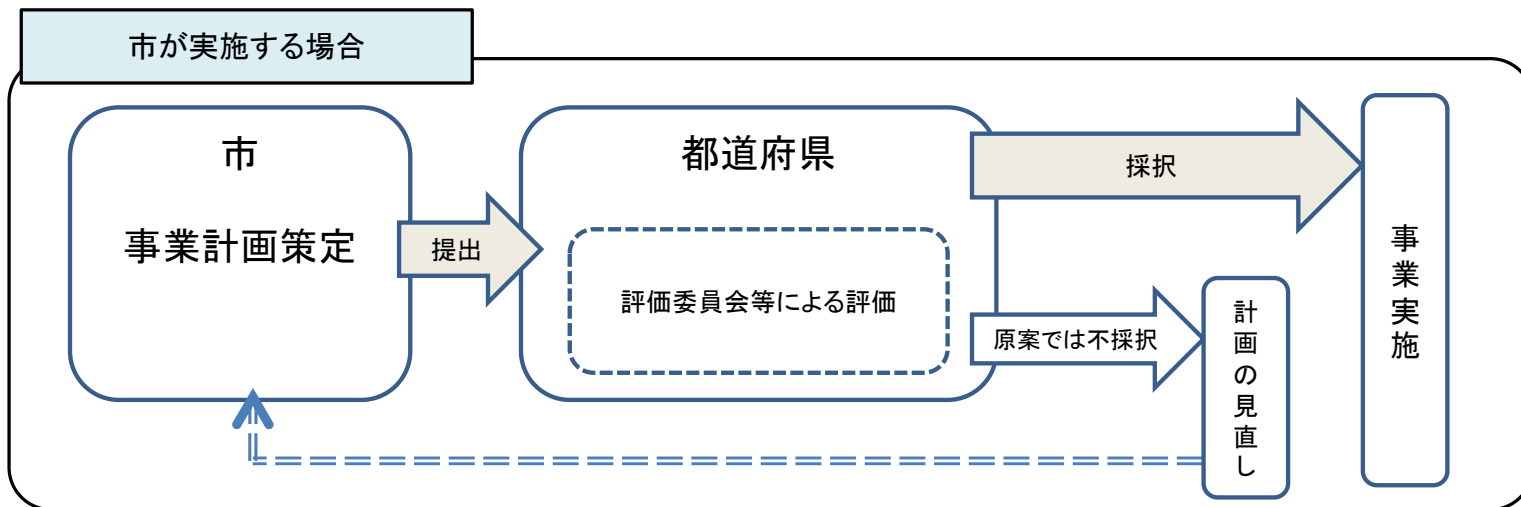 市が実施する場合
市
事業計画策定
提出
都道府県
評価委員会等による評価
採択
原案では不採択
計画の見直し
事業実施